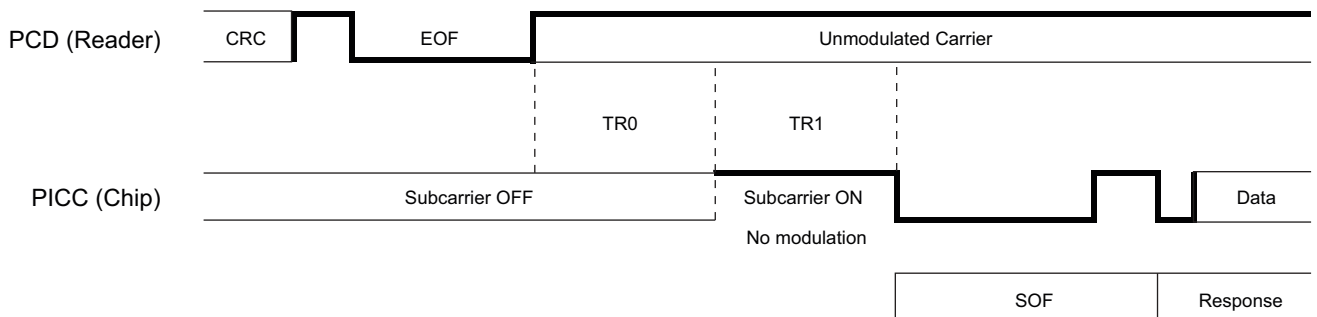 PCD (Reader) CRC EOF Unmodulated Carrier
TR0 TR1
PICC (Chip) Subcarrier OFF Subcarrier ON Data
No modulation
SOF Response